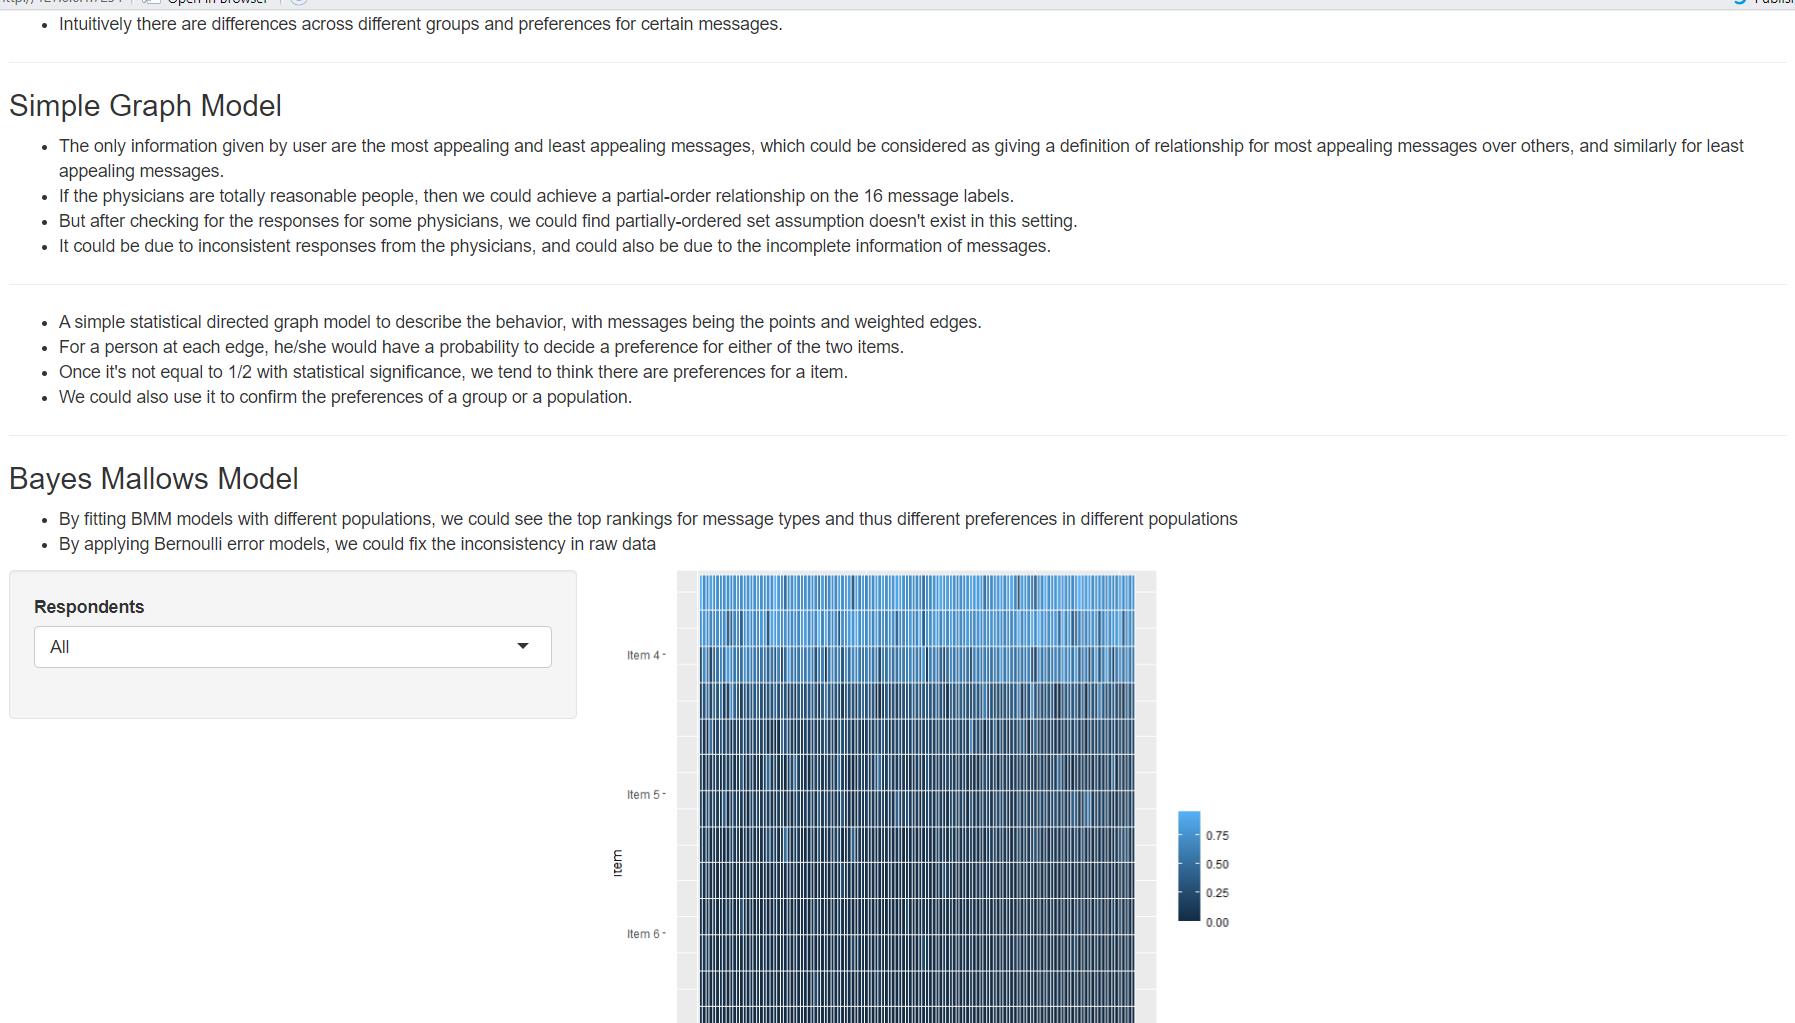 Open in Browser
Intuitively there are differences across different groups and preferences for certain messages.
Simple Graph Model
The only information given by user are the most appealing and least appealing messages, which could be considered as giving a definition of relationship for most appealing messages over others, and similarly for least
appealing messages.
If the physicians are totally reasonable people, then we could achieve a partial-order relationship on the 16 message labels.
But after checking for the responses for some physicians, we could find partially-ordered set assumption doesn't exist in this setting.
It could be due to inconsistent responses from the physicians, and could also be due to the incomplete information of messages.
A simple statistical directed graph model to describe the behavior, with messages being the points and weighted edges.
For a person at each edge, he/she would have a probability to decide a preference for either of the two items.
Once it's not equal to 1/2 with statistical significance, we tend to think there are preferences for a item.
We could also use it to confirm the preferences of a group or a population.
Bayes Mallows Model
By fitting BMM models with different populations, we could see the top rankings for message types and thus different preferences in different populations
By applying Bernoulli error models, we could fix the inconsistency in raw data
Respondents
All
Item 4
Item 5
Item
Item 6
0.75
0.50
0.25
0.00